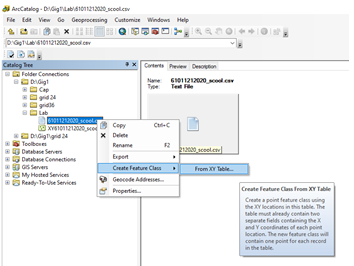 ArcCatalog
File Edit View Go Geoprocessing Customize Windows Help
D:\Gig1\Lab\61011212020_scool.csv
Catalog Tree
Contents Preview Description
Folder Connections
D:\Gig1
Cap
grid 24
grid36
Lab
61011212020_scool.csv
XY61011212020_scoo
D:\Gig1\grid 24
Toolboxes
Database Servers
Database Connections
GIS Servers
My Hosted Services
Ready-To-Use Services
Name: 61011212020_scool.csv
Type: Text File
_scool.csv
Copy Ctrl+C
Delete
Rename F2
Export
Create Feature Class
Geocode Addresses...
Properties...
From XY Table...
Create Feature Class From XY Table
Create a point feature class using
the XY locations in this table. The
table must already contain two
separate fields containing the X
and Y coordinates of each point
location. The new feature class will
contain one point for each record
in the table.